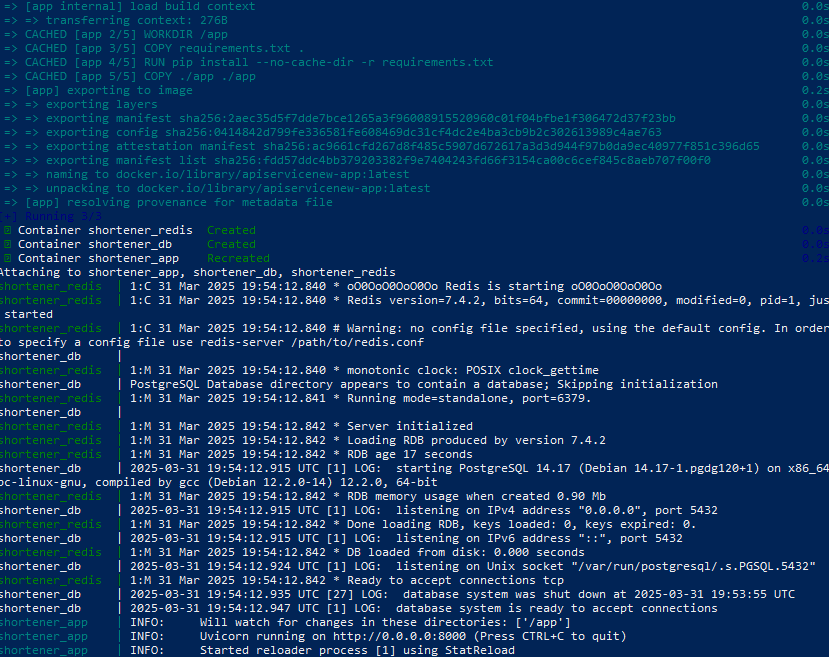 => [app internal] load build context 0.0s
=> => transferring context: 276B 0.0s
=> CACHED [app 2/5] WORKDIR /app 0.0s
=> CACHED [app 3/5] COPY requirements.txt . 0.0s
=> CACHED [app 4/5] RUN pip install --no-cache-dir -r requirements.txt 0.0s
=> CACHED [app 5/5] COPY ./app ./app 0.0s
=> [app] exporting to image 0.2s
=> => exporting layers 0.0s
=> => exporting manifest sha256:2aec35d5f7dde7bce1265a3f96008915520960c01f04bfbe1f306472d37f23bb 0.0s
=> => exporting config sha256:0414842d799fe336581fe608469dc31cf4dc2e4ba3cb9b2c302613989c4ae763 0.0s
=> => exporting attestation manifest sha256:ac9661cfd267d8f485c5907d672617a3d3d944f97b0da9ec40977f851c396d65 0.0s
=> => exporting manifest list sha256:fdd57ddc4bb379203382f9e7404243fd66f3154ca00c6cef845c8aeb707f00f0 0.0s
=> => naming to docker.io/library/apiservicenew-app:latest 0.0s
=> => unpacking to docker.io/library/apiservicenew-app:latest 0.0s
=> [app] resolving provenance for metadata file 0.0s
[+] Running 3/3
Container shortener_redis Created 0.0s
Container shortener_db Created 0.0s
Container shortener_app Recreated 0.2s
Attaching to shortener_app, shortener_db, shortener_redis
shortener_redis | 1:C 31 Mar 2025 19:54:12.840 * oO0OoO0OoO0Oo Redis is starting oO0OoO0OoO0Oo
shortener_redis | 1:C 31 Mar 2025 19:54:12.840 * Redis version=7.4.2, bits=64, commit=00000000, modified=0, pid=1, jus
started
shortener_redis | 1:C 31 Mar 2025 19:54:12.840 # Warning: no config file specified, using the default config. In order
to specify a config file use redis-server /path/to/redis.conf
shortener_db |
shortener_redis | 1:M 31 Mar 2025 19:54:12.840 * monotonic clock: POSIX clock_gettime
shortener_db | PostgreSQL Database directory appears to contain a database; Skipping initialization
shortener_redis | 1:M 31 Mar 2025 19:54:12.841 * Running mode=standalone, port=6379.
shortener_db |
shortener_redis | 1:M 31 Mar 2025 19:54:12.842 * Server initialized
shortener_redis | 1:M 31 Mar 2025 19:54:12.842 * Loading RDB produced by version 7.4.2
shortener_redis | 1:M 31 Mar 2025 19:54:12.842 * RDB age 17 seconds
shortener_db | 2025-03-31 19:54:12.915 UTC [1] LOG:  starting PostgreSQL 14.17 (Debian 14.17-1.pgdg120+1) on x86_64
pc-linux-gnu, compiled by gcc (Debian 12.2.0-14) 12.2.0, 64-bit
shortener_redis | 1:M 31 Mar 2025 19:54:12.842 * RDB memory usage when created 0.90 Mb
shortener_db | 2025-03-31 19:54:12.915 UTC [1] LOG:  listening on IPv4 address "0.0.0.0", port 5432
shortener_redis | 1:M 31 Mar 2025 19:54:12.842 * Done loading RDB, keys loaded: 0, keys expired: 0.
shortener_db | 2025-03-31 19:54:12.915 UTC [1] LOG:  listening on IPv6 address "::", port 5432
shortener_redis | 1:M 31 Mar 2025 19:54:12.842 * DB loaded from disk: 0.000 seconds
shortener_db | 2025-03-31 19:54:12.924 UTC [1] LOG:  listening on Unix socket "/var/run/postgresql/.s.PGSQL.5432"
shortener_redis | 1:M 31 Mar 2025 19:54:12.842 * Ready to accept connections tcp
shortener_db | 2025-03-31 19:54:12.935 UTC [27] LOG:  database system was shut down at 2025-03-31 19:53:55 UTC
shortener_db | 2025-03-31 19:54:12.947 UTC [1] LOG:  database system is ready to accept connections
shortener_app | INFO:     Will watch for changes in these directories: ['/app']
shortener_app | INFO:     Uvicorn running on http://0.0.0.0:8000 (Press CTRL+C to quit)
shortener_app | INFO:     Started reloader process [1] using StatReload